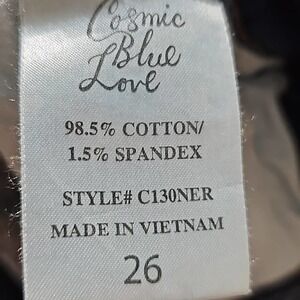 Cosmic
Blue
Love
98.5% COTTON/
1.5% SPANDEX
STYLE# C130NER
MADE IN VIETNAM
26